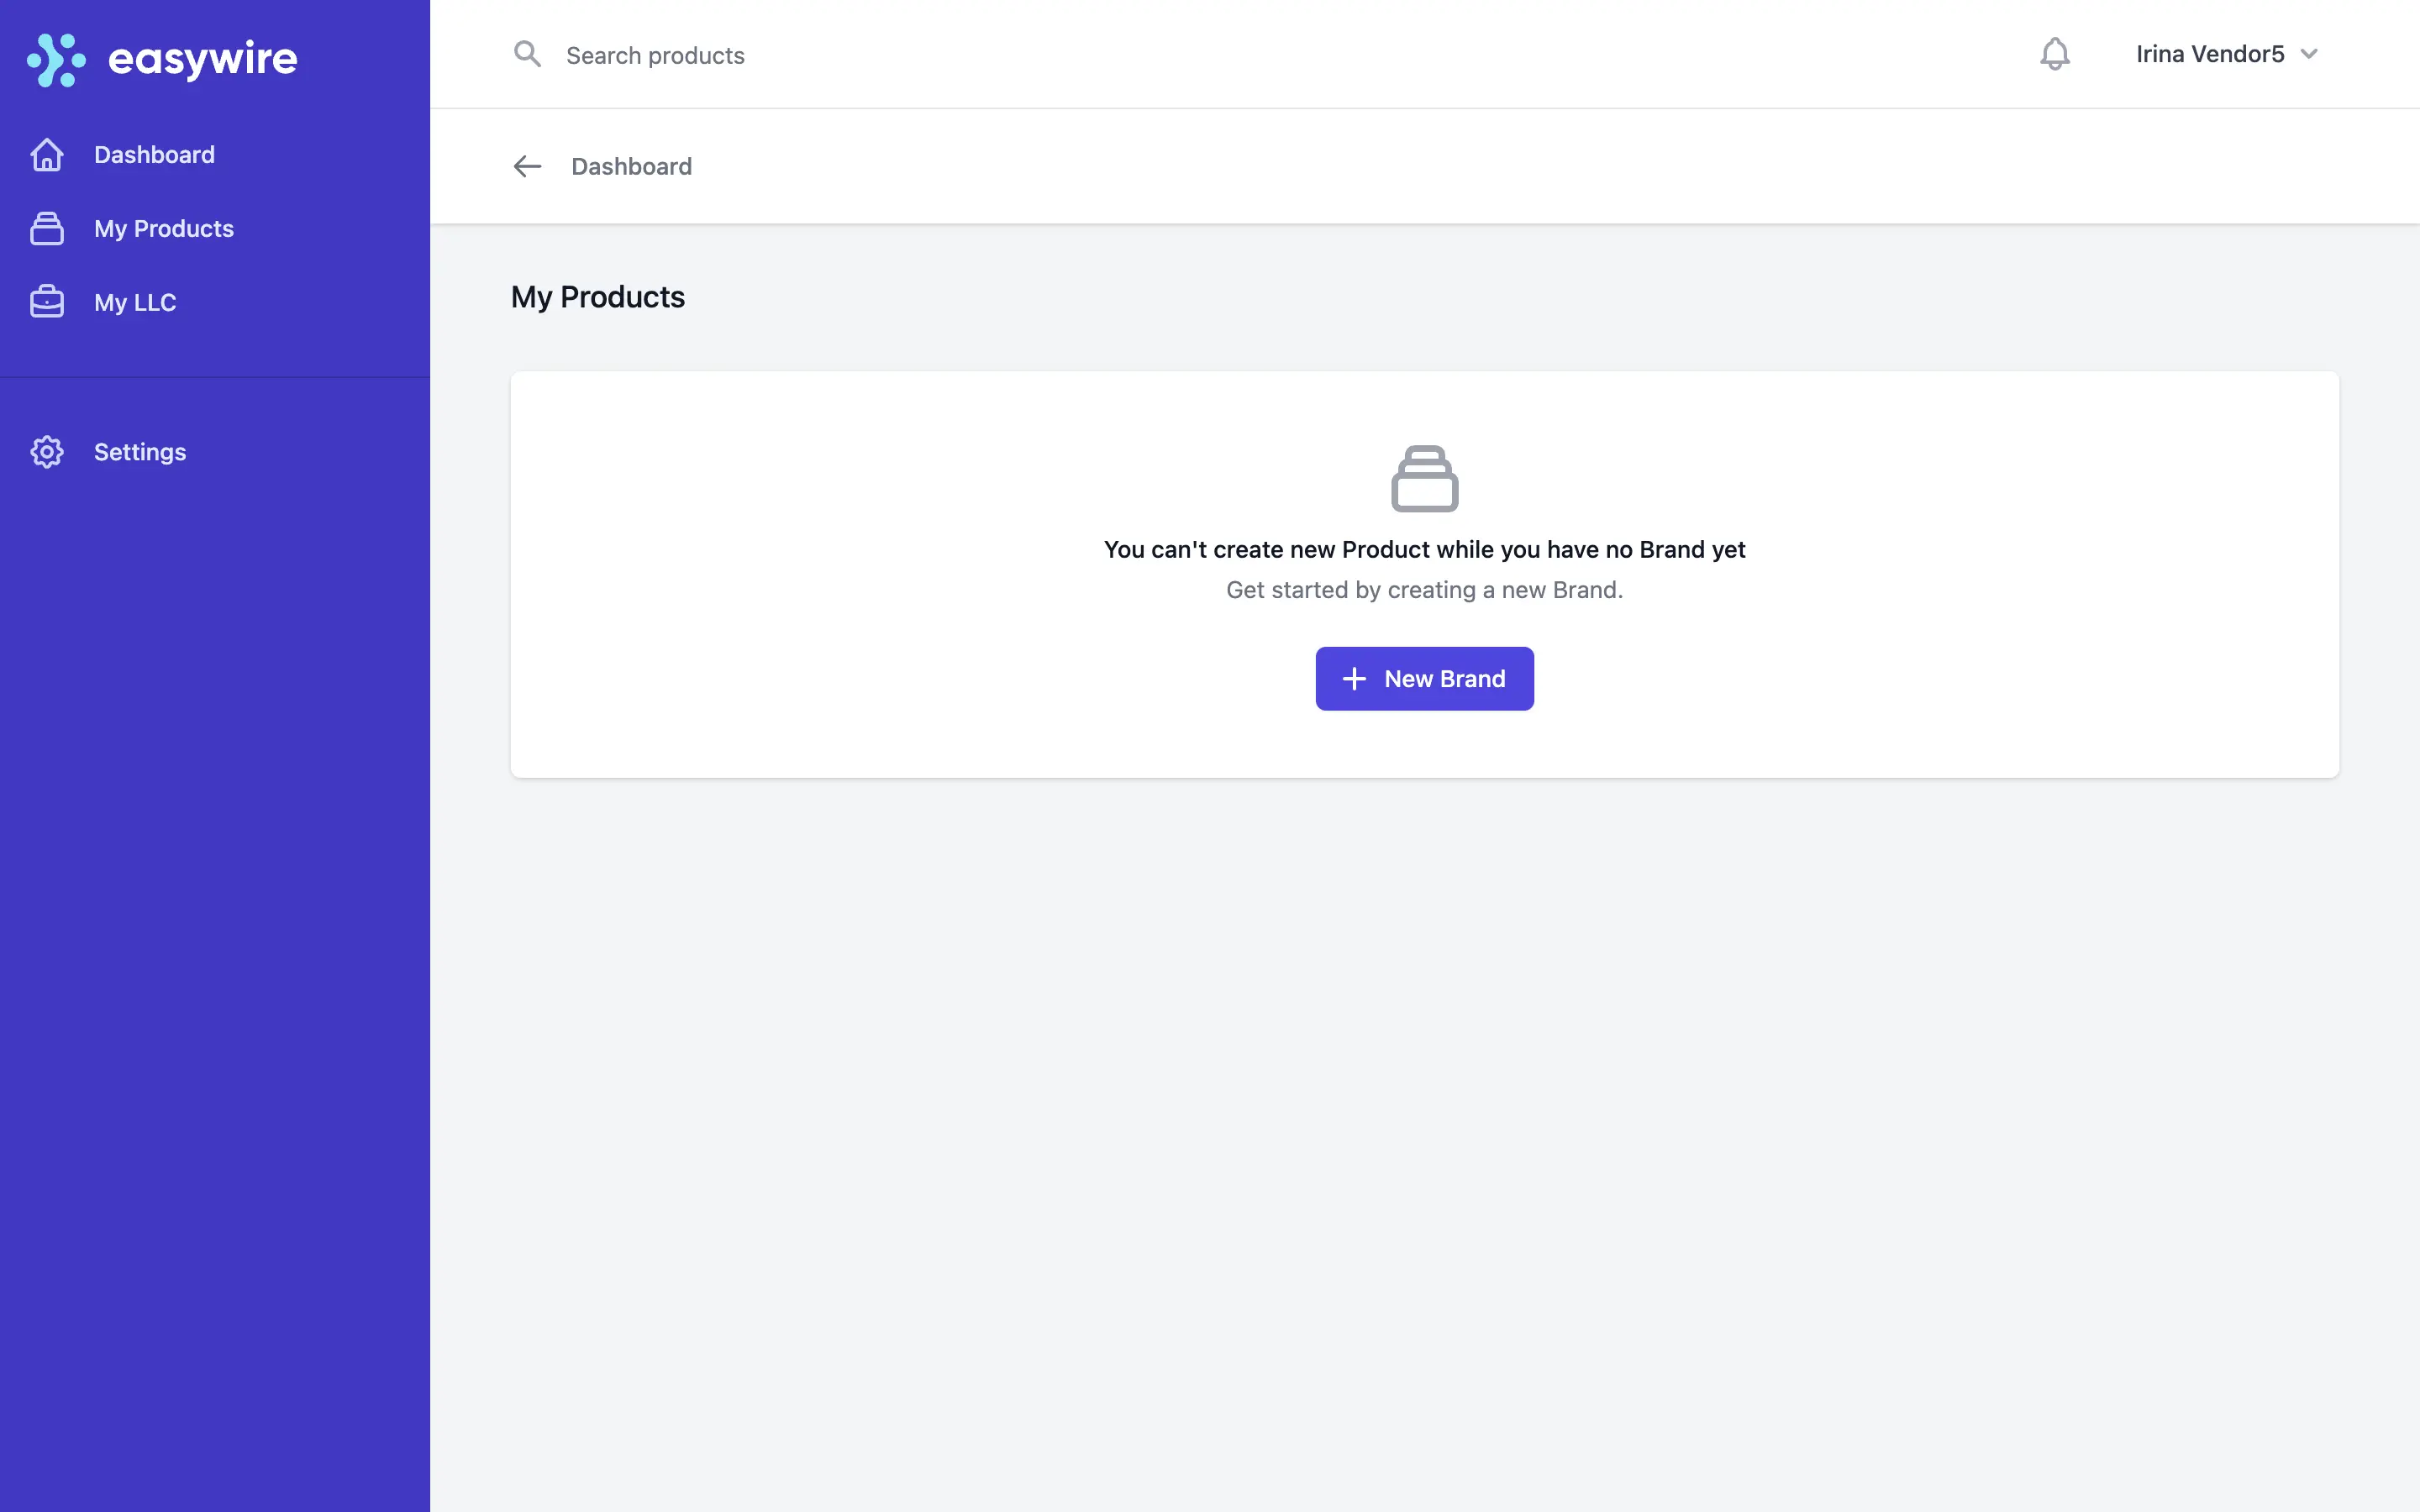 easywire
Search products
Irina Vendor5
Dashboard
My Products
My LLC
Settings
Dashboard
My Products
You can't create new Product while you have no Brand yet
Get started by creating a new Brand.
New Brand